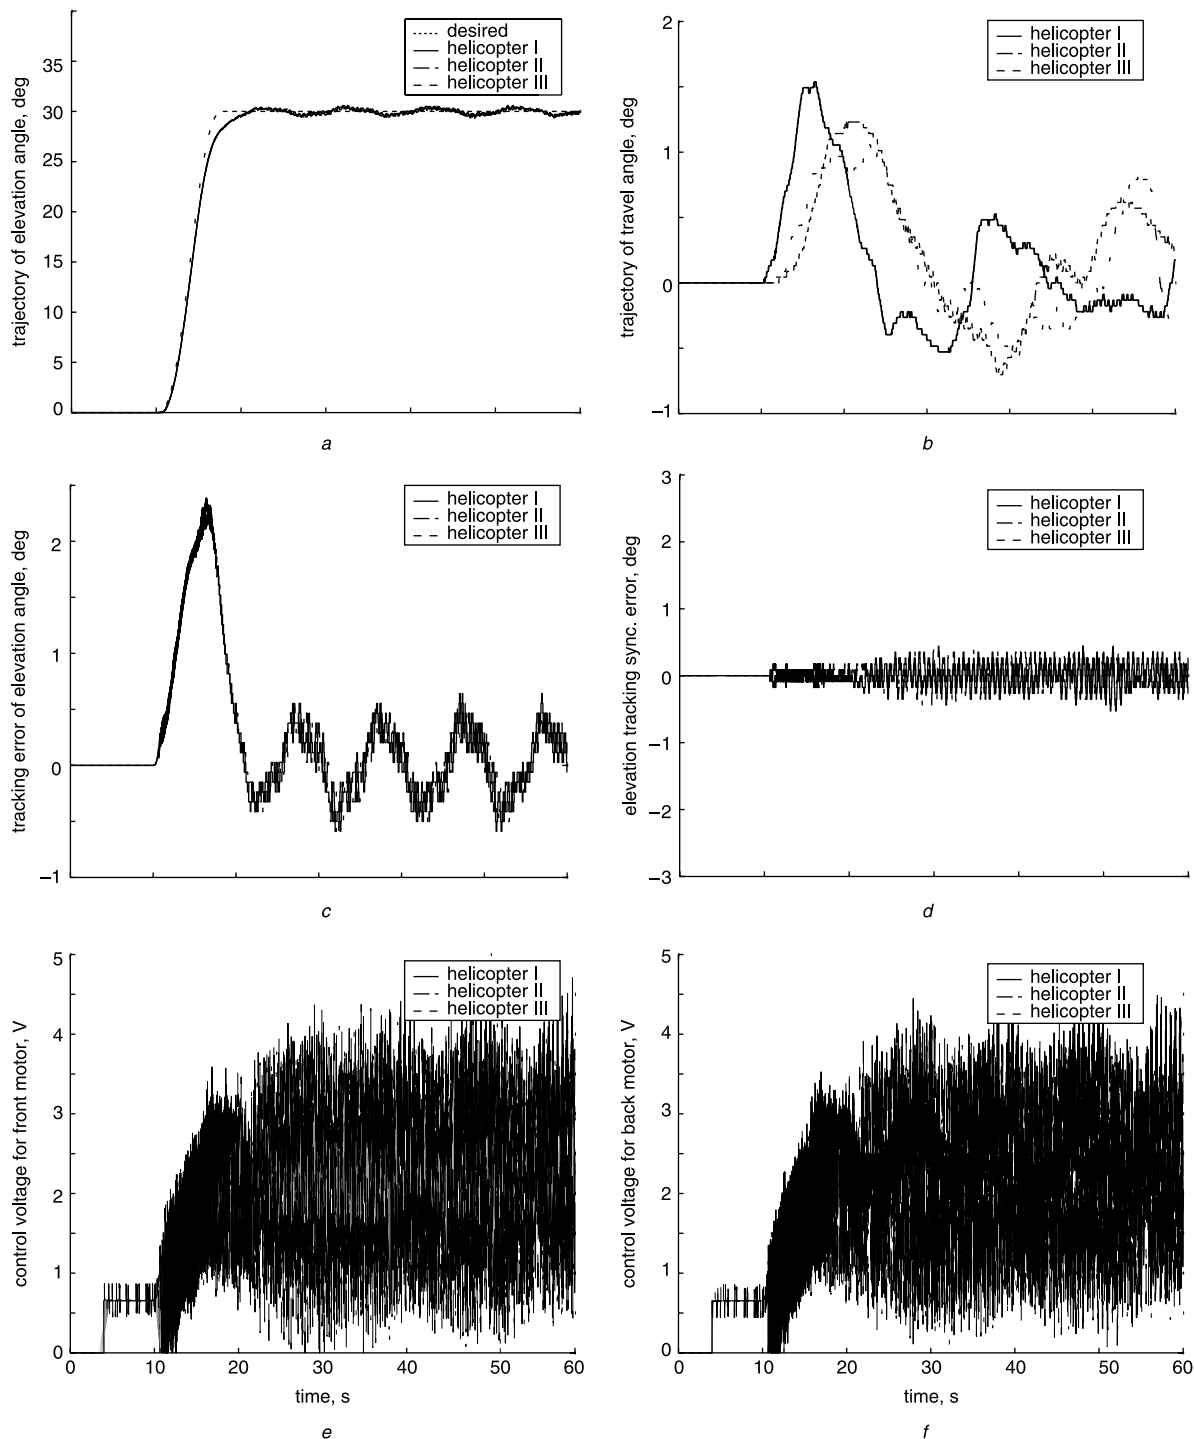 desired
helicopter I
helicopter II
helicopter III
trajectory of elevation angle, deg
35
30
25
20
15
10
5
0
a
helicopter I
helicopter II
helicopter III
trajectory of travel angle, deg
2
1
0
−1
b
helicopter I
helicopter II
helicopter III
tracking error of elevation angle, deg
2
1
0
−1
c
helicopter I
helicopter II
helicopter III
elevation tracking sync. error, deg
3
2
1
0
−1
−2
−3
d
helicopter I
helicopter II
helicopter III
control voltage for front motor, V
5
4
3
2
1
0
0 10 20 30 40 50 60
time, s
e
helicopter I
helicopter II
helicopter III
control voltage for back motor, V
5
4
3
2
1
0
0 10 20 30 40 50 60
time, s
f